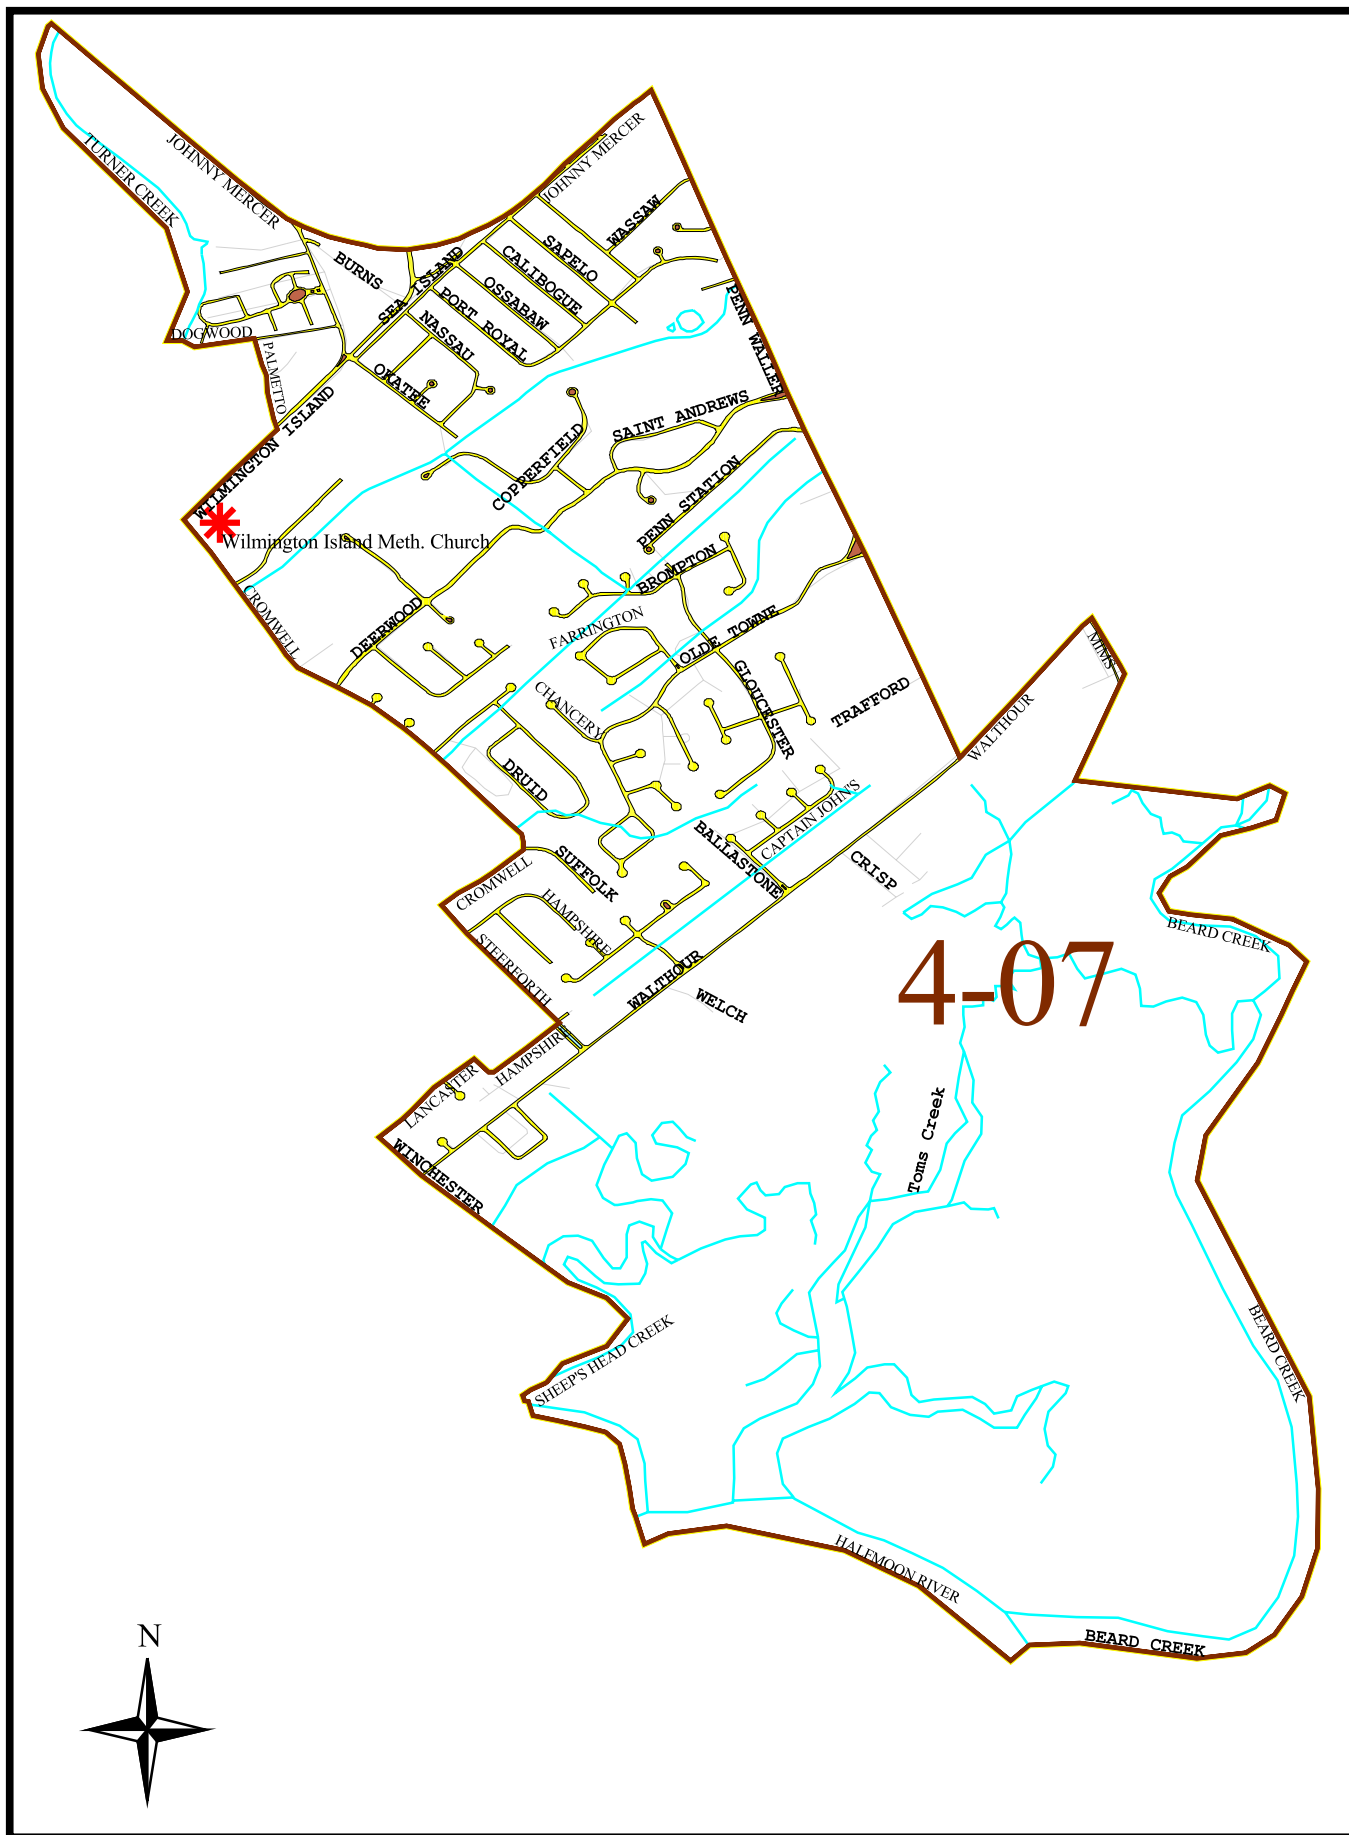 TURNER CREEK
JOHNNY MERCER
JOHNNY MERCER
WASSAW
SAPELO
CALIBOGUE
OSSABAW
SEA ISLAND
PORT ROYAL
NASSAU
OKATEE
BURNS
DOGWOOD
PALMETTO
WILMINGTON ISLAND
PENN WALLER
SAINT ANDREWS
COPPERFIELD
PENN STATION
Wilmington Island Meth. Church
BROMPTON
CROMWELL
DEERWOOD
FARRINGTON
OLDE TOWNE
MIMS
GLOUCESTER
TRAFFORD
CHANCERY
WALTHOUR
DRUID
CAPTAIN JOHN'S
BALLASTONE
SUFFOLK
CRISP
CROMWELL
HAMPSHIRE
BEARD CREEK
STEERFORTH
WALTHOUR
WELCH
4-07
HAMPSHIRE
LANCASTER
WINCHESTER
Toms Creek
SHEEP'S HEAD CREEK
BEARD CREEK
HALFMOON RIVER
BEARD CREEK
N